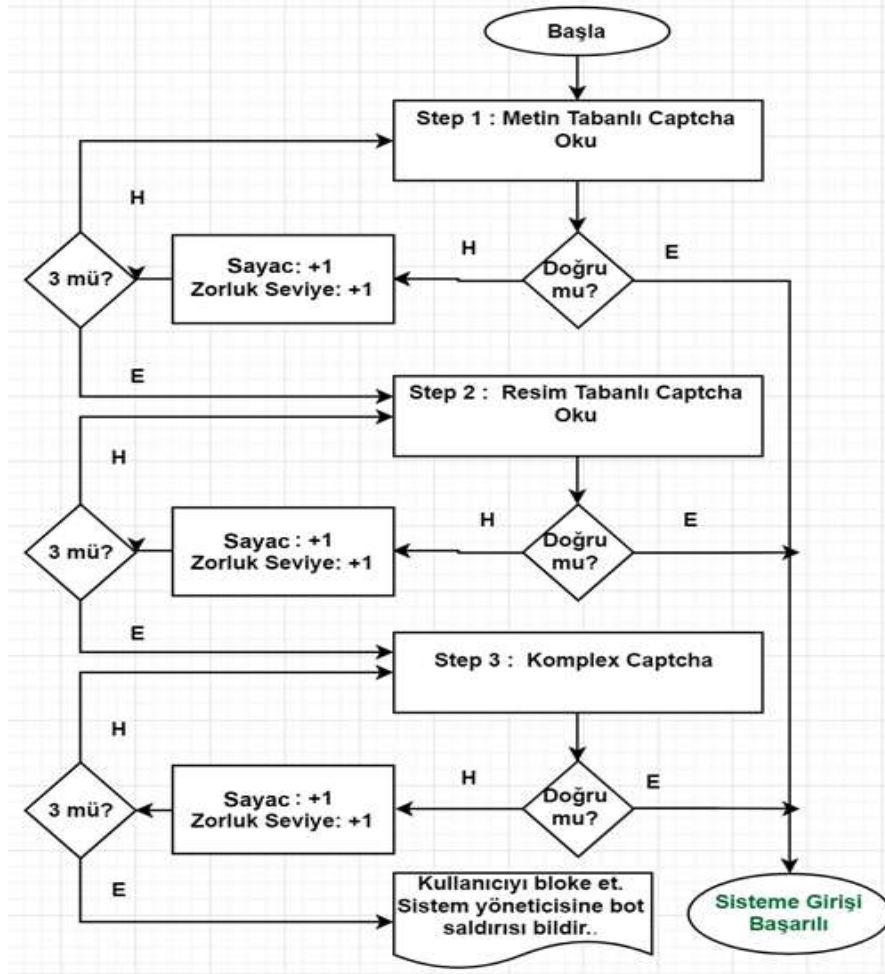 Başla
Step 1 : Metin Tabanlı Captcha
Oku
H
3 mü?
Sayac: +1
Zorluk Seviye: +1
H
Doğru
mu?
E
E
Step 2 : Resim Tabanlı Captcha
Oku
H
3 mü?
Sayac : +1
Zorluk Seviye: +1
H
Doğru
mu?
E
E
Step 3 : Komplex Captcha
H
3 mü?
Sayac : +1
Zorluk Seviye: +1
H
Doğru
mu?
E
E
Kullanıcıyı bloke et.
Sistem yöneticisine bot
saldırısı bildir..
Sisteme Girişi
Başarılı